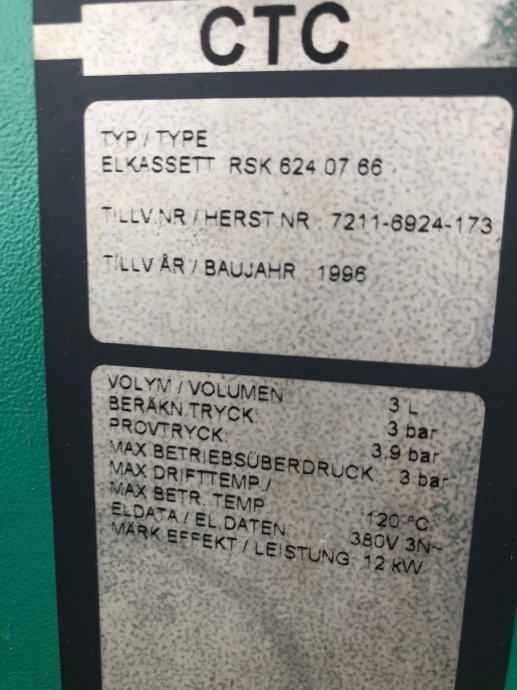 CTC
TYP / TYPE
ELKASSETT RSK 624 07 66
TILLV.NR / HERST.NR : 7211-6924-173
TILLV ÅR / BAUJAHR : 1996
VOLYM / VOLUMEN 3 L
BERÄKN.TRYCK: 3 bar
PROVTRYCK: 3,9 bar
MAX BETRIEBSÜBERDRUCK 3 bar
MAX DRIFTTEMP./
MAX BETR. TEMP. 120 °C
ELDATA / EL.DATEN 380V 3N~
MÄRK.EFFEKT / LEISTUNG 12 kW